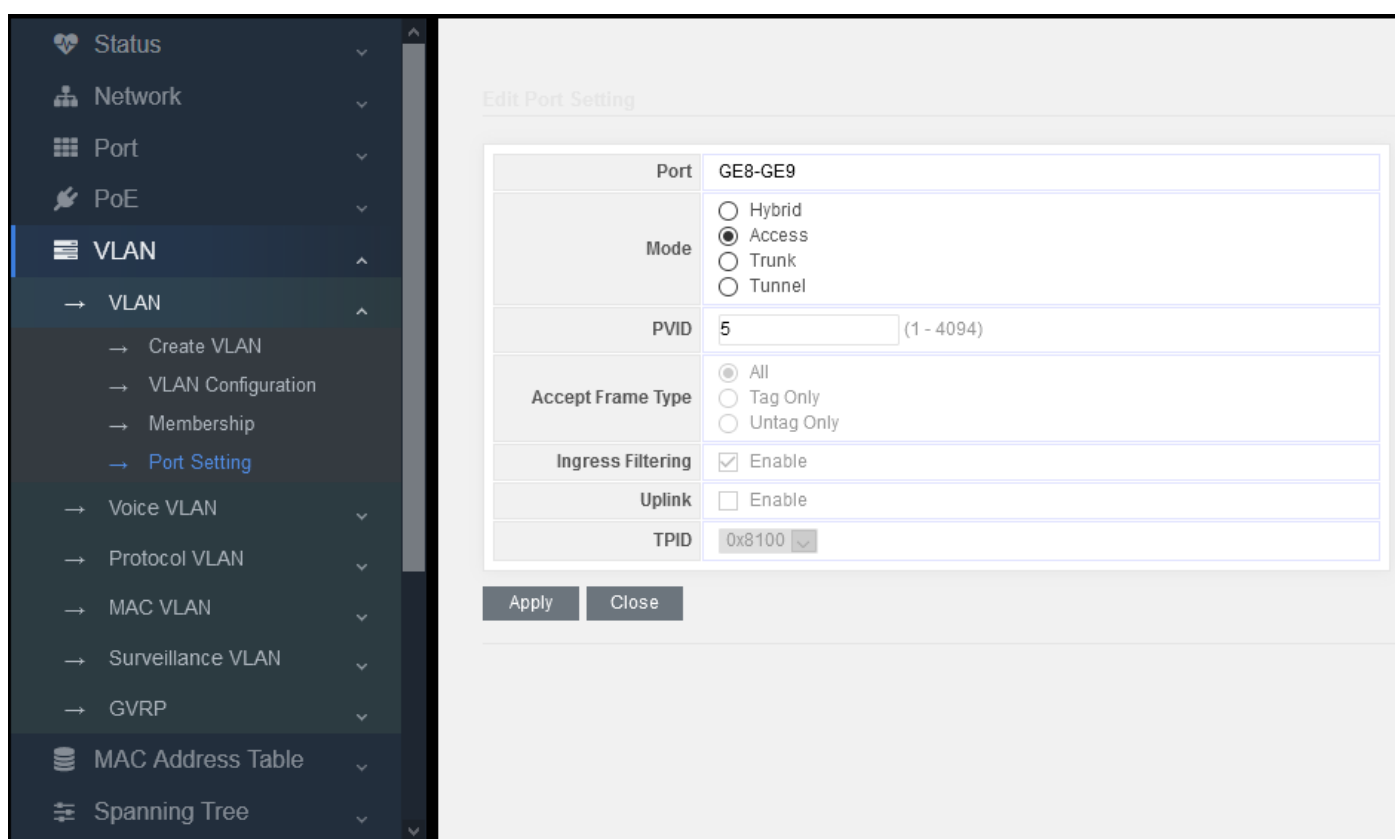 Status
Network
Port
PoE
VLAN
→ VLAN
→ Create VLAN
→ VLAN Configuration
→ Membership
→ Port Setting
→ Voice VLAN
→ Protocol VLAN
→ MAC VLAN
→ Surveillance VLAN
→ GVRP
MAC Address Table
Spanning Tree
Edit Port Setting
Port GE8-GE9
Mode
Hybrid
Access
Trunk
Tunnel
PVID 5 (1 - 4094)
Accept Frame Type
All
Tag Only
Untag Only
Ingress Filtering Enable
Uplink Enable
TPID 0x8100
Apply Close